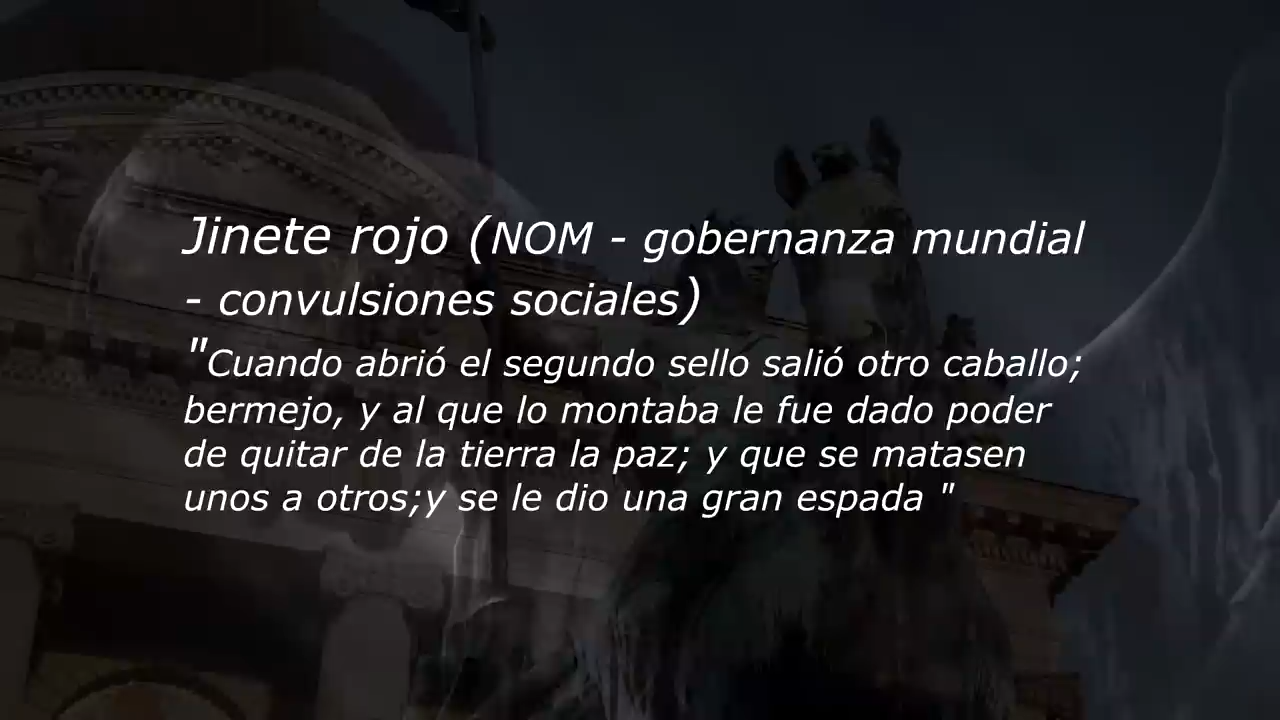 Jinete rojo (NOM - gobernanza mundial
- convulsiones sociales)
"Cuando abrió el segundo sello salió otro caballo;
bermejo, y al que lo montaba le fue dado poder
de quitar de la tierra la paz; y que se matasen
unos a otros;y se le dio una gran espada "